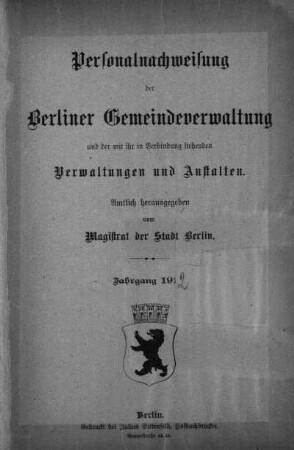 Personalnachweisung
der
Berliner Gemeindeverwaltung
und der mit ihr in Verbindung stehenden
Verwaltungen und Anstalten.
Amtlich herausgegeben
vom
Magistrat der Stadt Berlin.
Jahrgang 1912
Berlin.
Gedruckt bei Julius Sittenfeld, Hofbuchdrucker.